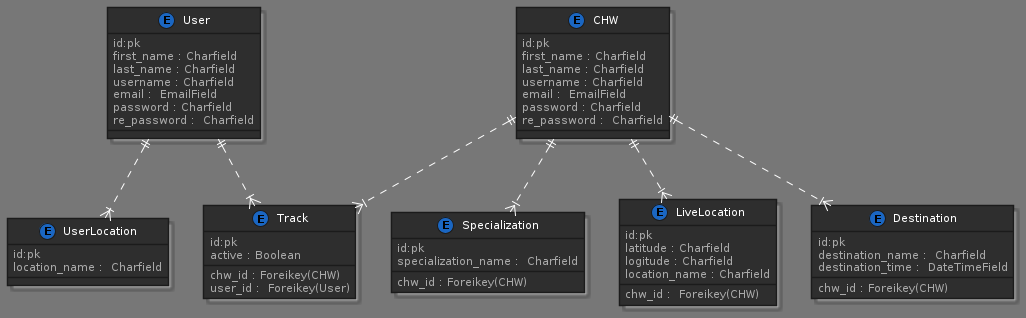 E User
id:pk
first_name : Charfield
last_name : Charfield
username : Charfield
email :  EmailField
password : Charfield
re_password :  Charfield
E CHW
id:pk
first_name : Charfield
last_name : Charfield
username : Charfield
email :  EmailField
password : Charfield
re_password :  Charfield
E UserLocation
id:pk
location_name :  Charfield
E Track
id:pk
active : Boolean
chw_id : Foreikey(CHW)
user_id :  Foreikey(User)
E Specialization
id:pk
specialization_name :  Charfield
chw_id : Foreikey(CHW)
E LiveLocation
id:pk
latitude : Charfield
logitude : Charfield
location_name : Charfield
chw_id :  Foreikey(CHW)
E Destination
id:pk
destination_name :  Charfield
destination_time :  DateTimeField
chw_id : Foreikey(CHW)